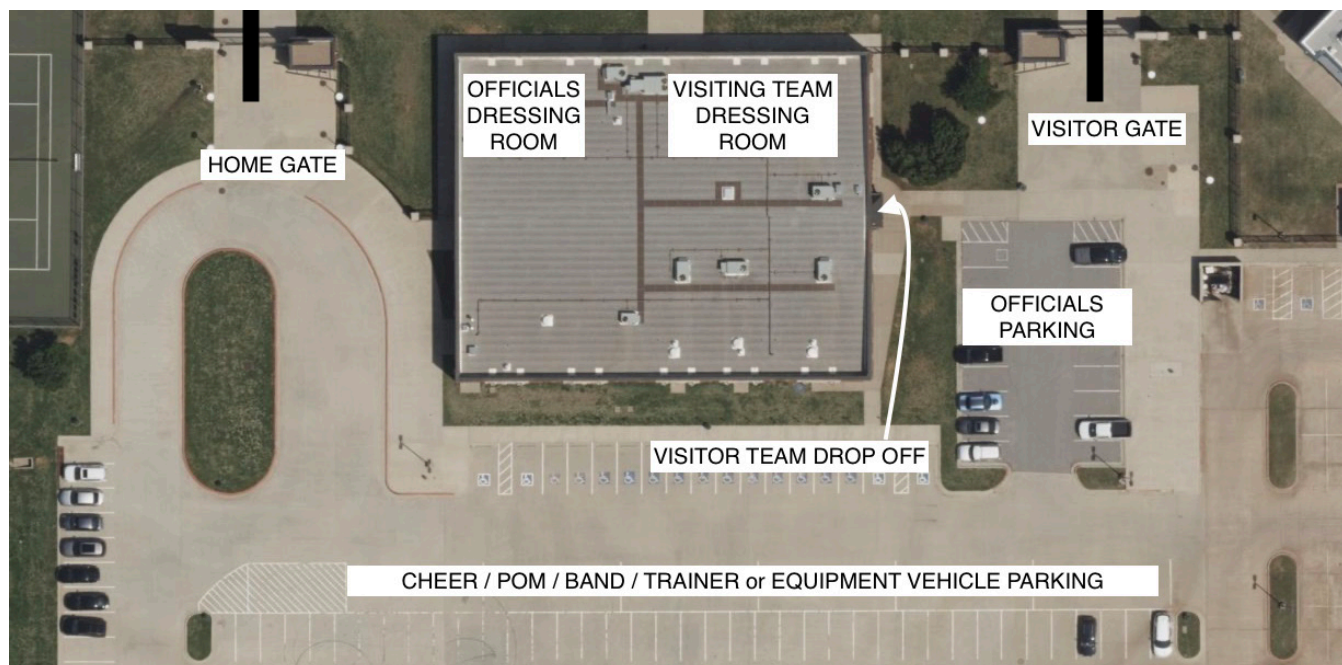 OFFICIALS
DRESSING
ROOM
VISITING TEAM
DRESSING
ROOM
HOME GATE
VISITOR GATE
OFFICIALS
PARKING
VISITOR TEAM DROP OFF
CHEER / POM / BAND / TRAINER or EQUIPMENT VEHICLE PARKING